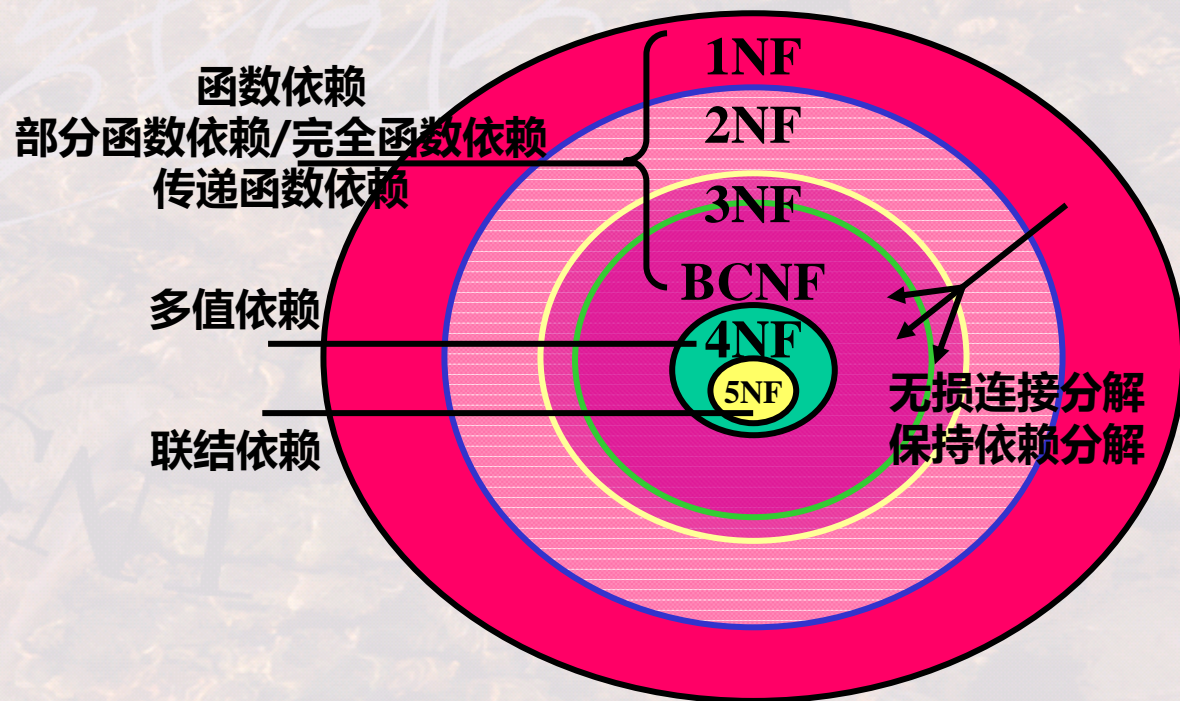 1NF
函数依赖
2NF
部分函数依赖/完全函数依赖
传递函数依赖
3NF
BCNF
多值依赖
4NF
5NF
无损连接分解
联结依赖
保持依赖分解